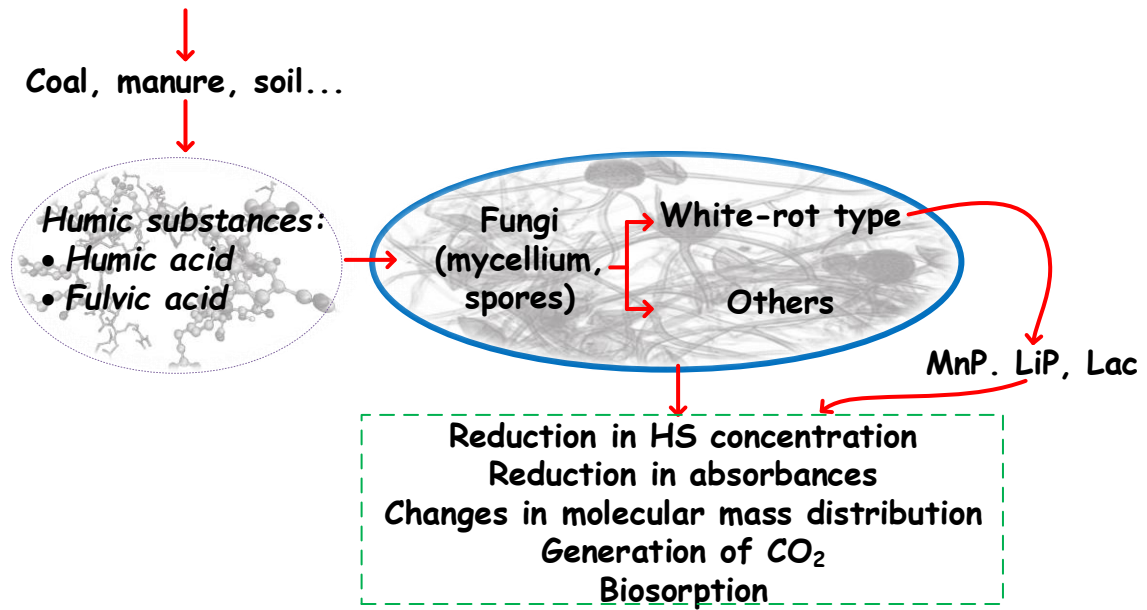 Coal, manure, soil...
Humic substances:
• Humic acid
• Fulvic acid
Fungi
(mycellium,
spores)
White-rot type
Others
MnP. LiP, Lac
Reduction in HS concentration
Reduction in absorbances
Changes in molecular mass distribution
Generation of CO₂
Biosorption